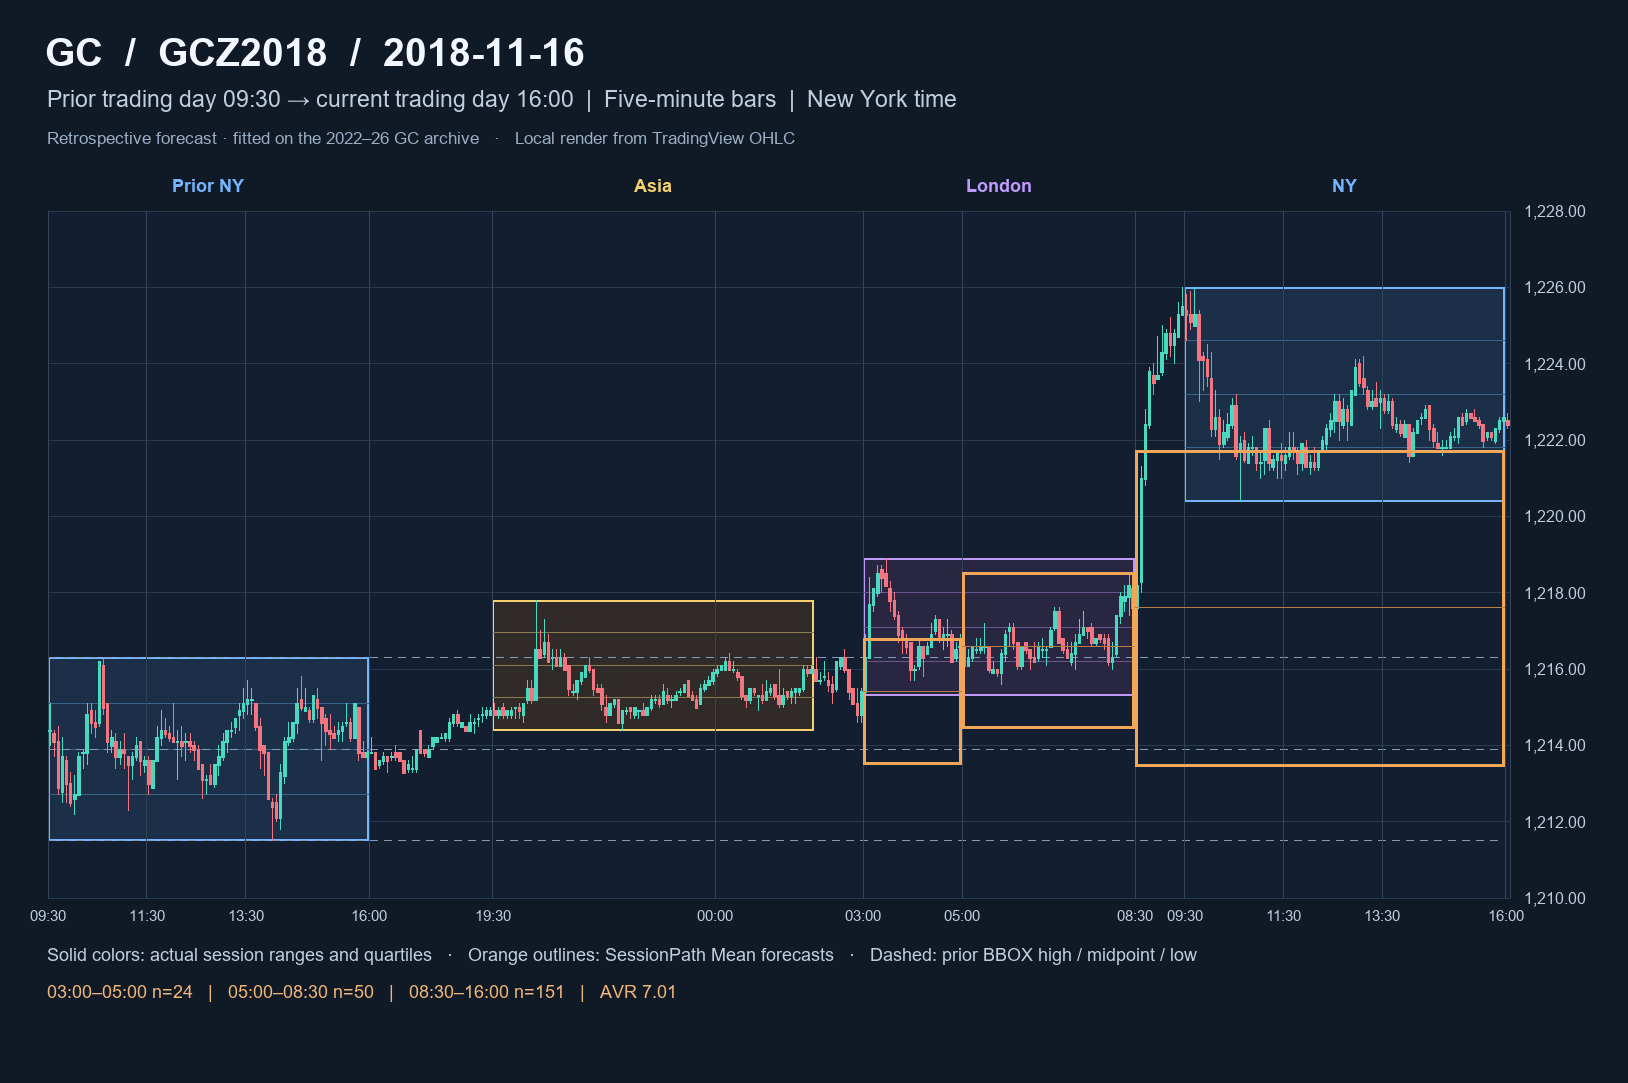 GC / GCZ2018 / 2018-11-16
Prior trading day 09:30 → current trading day 16:00 | Five-minute bars | New York time
Retrospective forecast · fitted on the 2022–26 GC archive · Local render from TradingView OHLC
Prior NY Asia London NY
1,228.00
1,226.00
1,224.00
1,222.00
1,220.00
1,218.00
1,216.00
1,214.00
1,212.00
1,210.00
09:30 11:30 13:30 16:00 19:30 00:00 03:00 05:00 08:30 09:30 11:30 13:30 16:00
Solid colors: actual session ranges and quartiles · Orange outlines: SessionPath Mean forecasts · Dashed: prior BBOX high / midpoint / low
03:00–05:00 n=24 | 05:00–08:30 n=50 | 08:30–16:00 n=151 | AVR 7.01